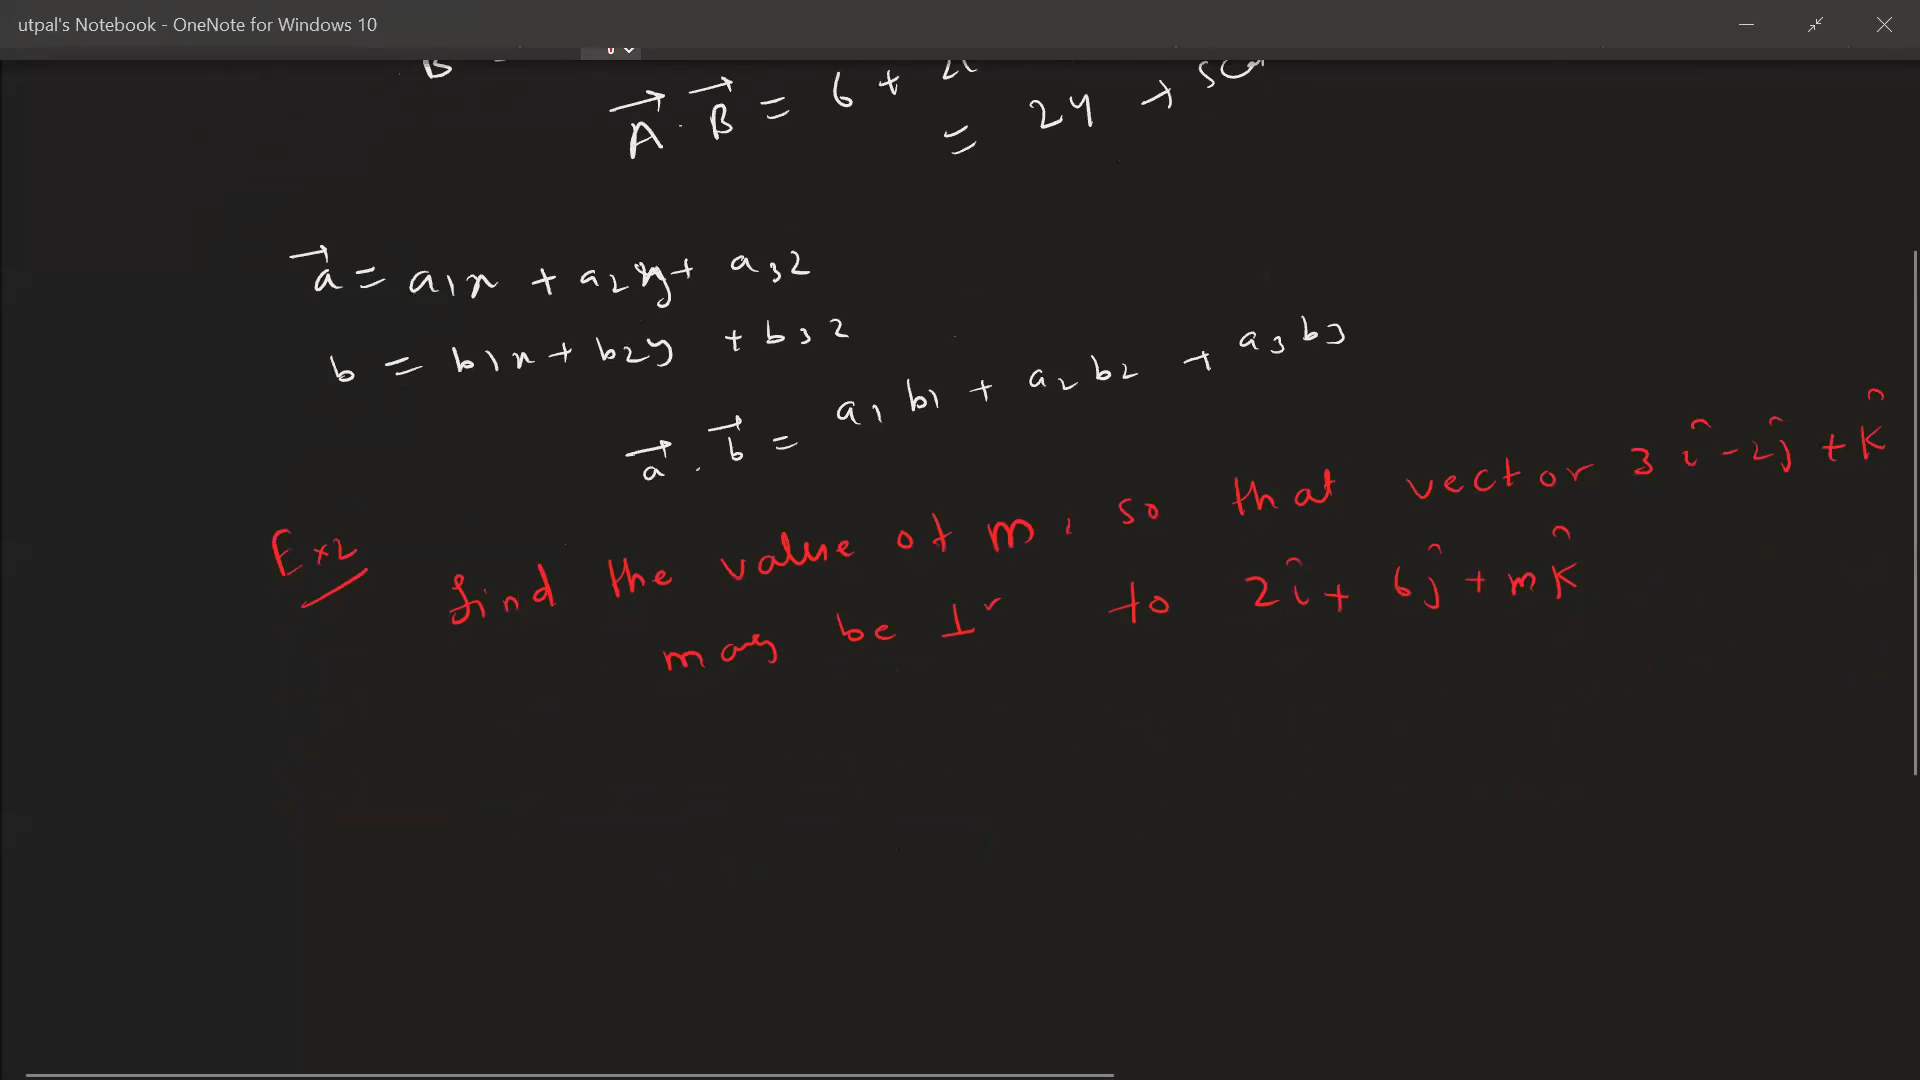 utpal's Notebook - OneNote for Windows 10
B
A⃗ . B⃗ = 6 +
= 24 →
a⃗ = a1x + a2y + a3z
b = b1x + b2y + b3z
a⃗ . b⃗ = a1b1 + a2b2 + a3b3
Ex2 find the value of m, so that vector 3î - 2ĵ + k̂
may be ⊥r to 2î + 6ĵ + mk̂